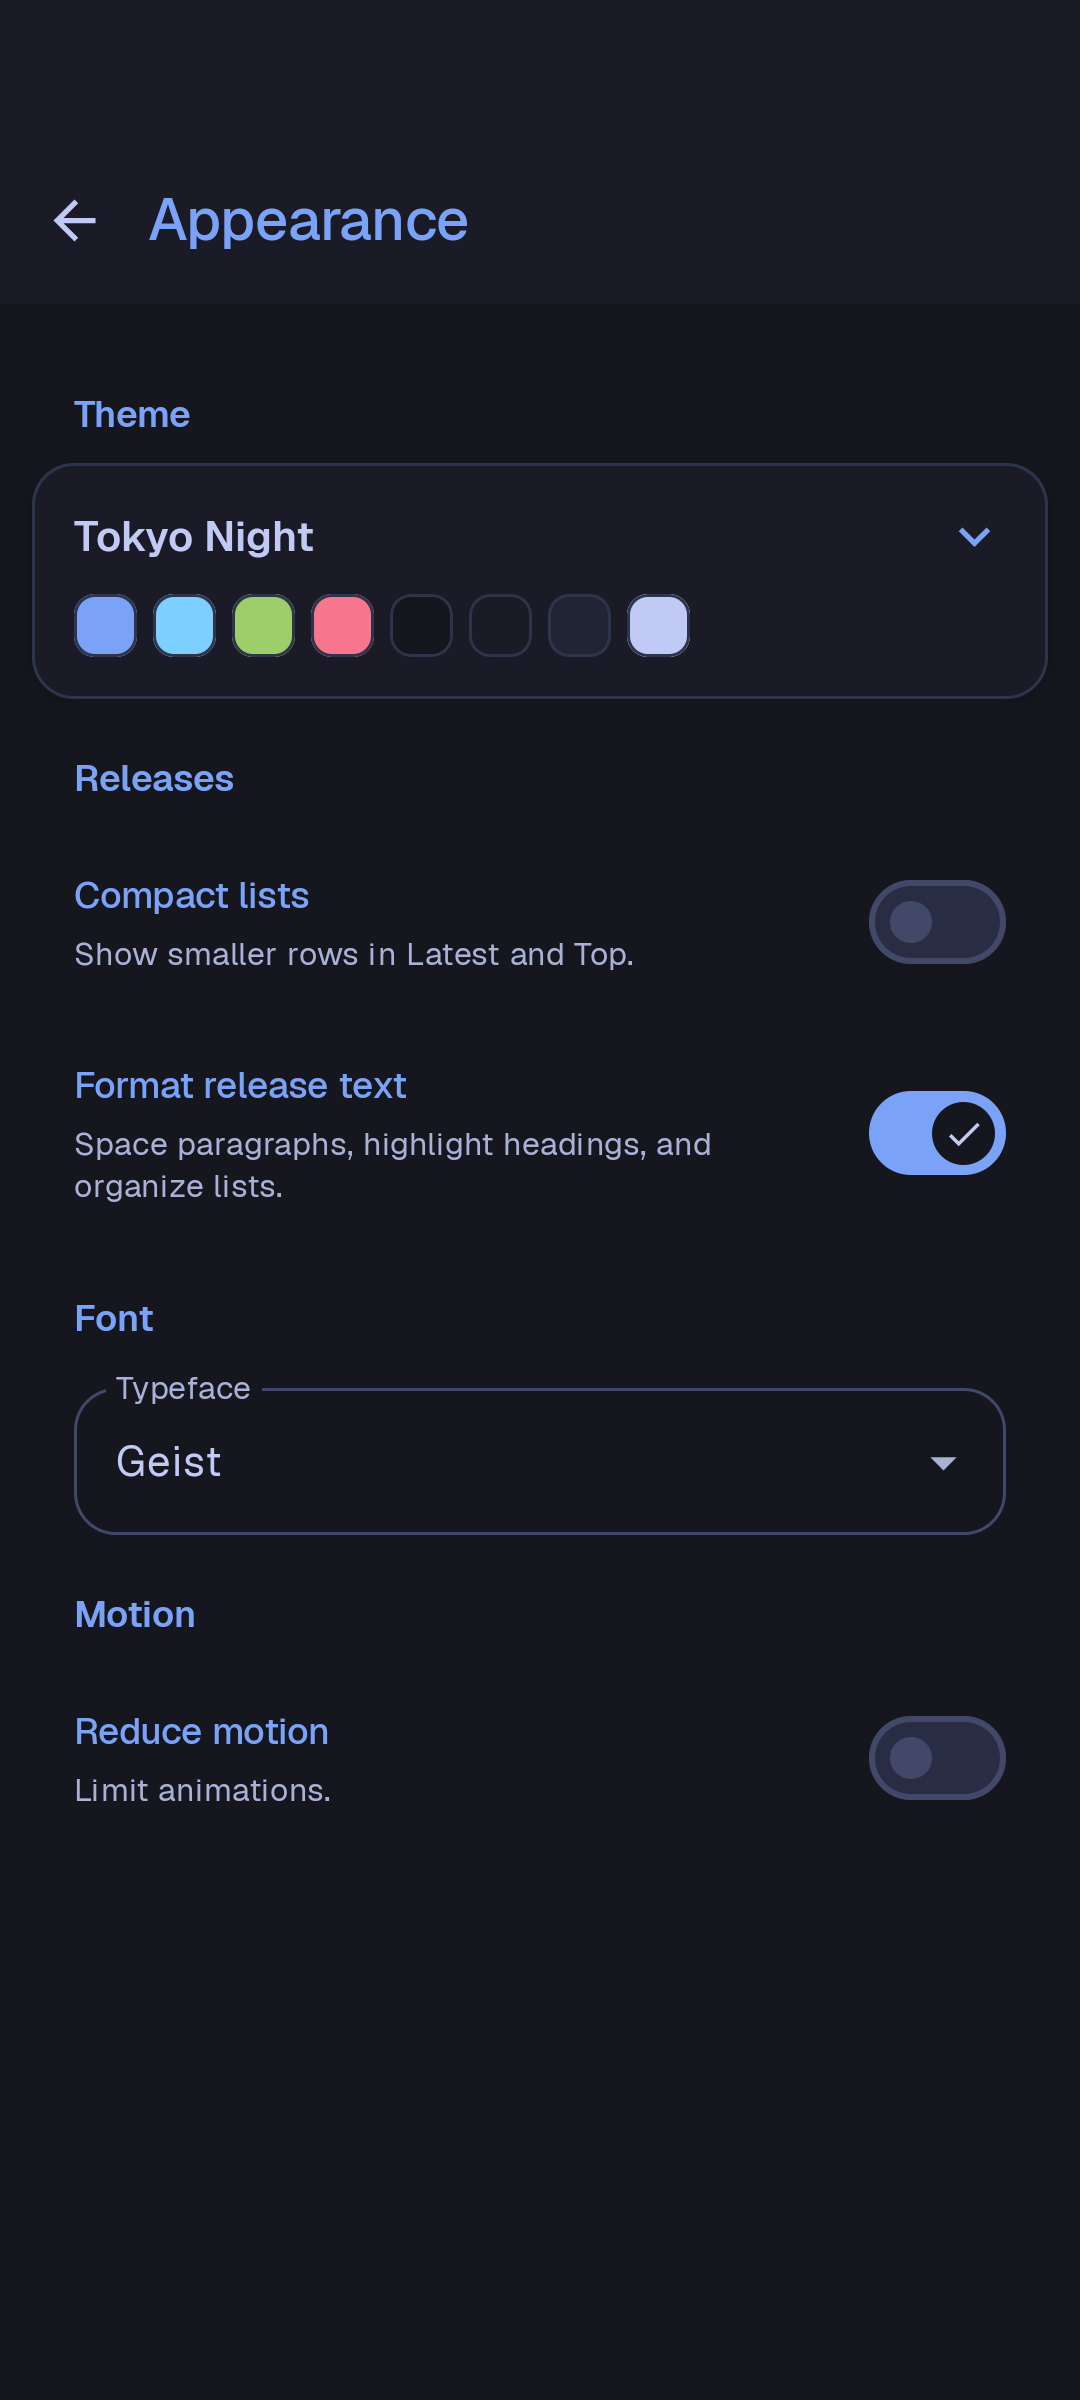 Appearance
Theme
Tokyo Night
Releases
Compact lists
Show smaller rows in Latest and Top.
Format release text
Space paragraphs, highlight headings, and
organize lists.
Font
Typeface
Geist
Motion
Reduce motion
Limit animations.